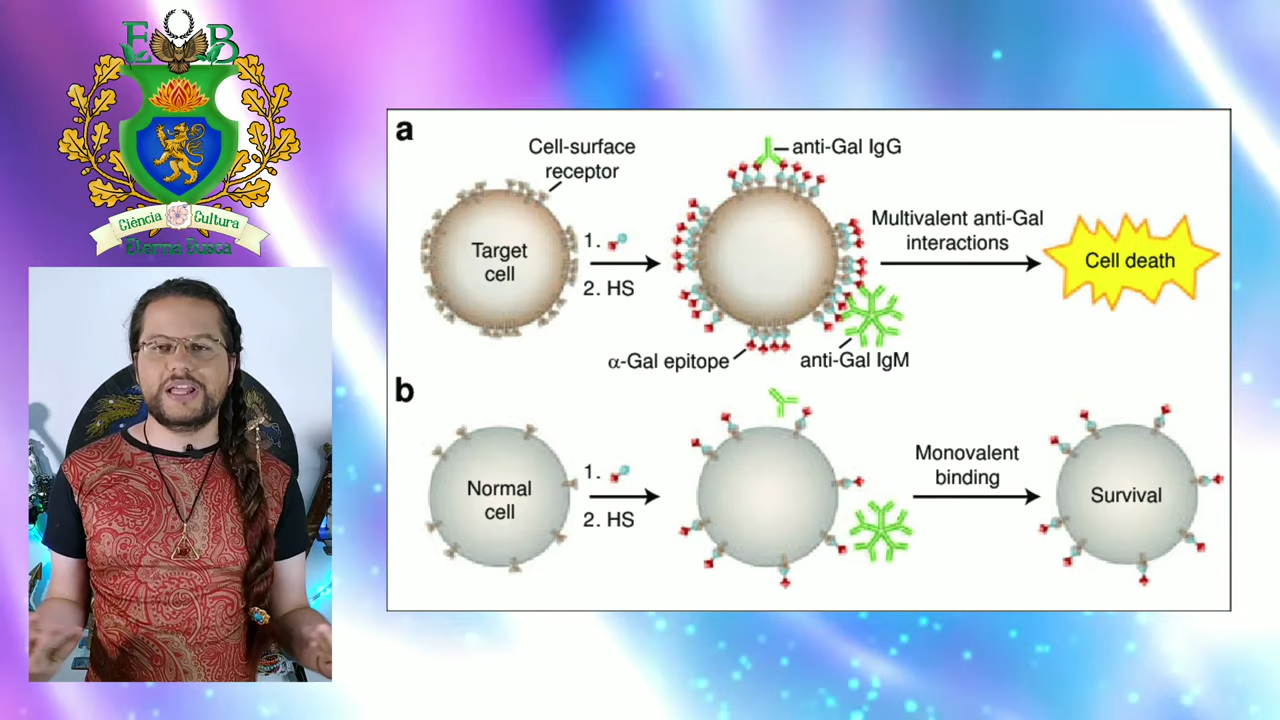 E B
Ciência Cultura
Eterna Busca
a
Cell-surface
receptor
anti-Gal IgG
Target
cell
1.
2. HS
Multivalent anti-Gal
interactions
Cell death
α-Gal epitope
anti-Gal IgM
b
Normal
cell
1.
2. HS
Monovalent
binding
Survival